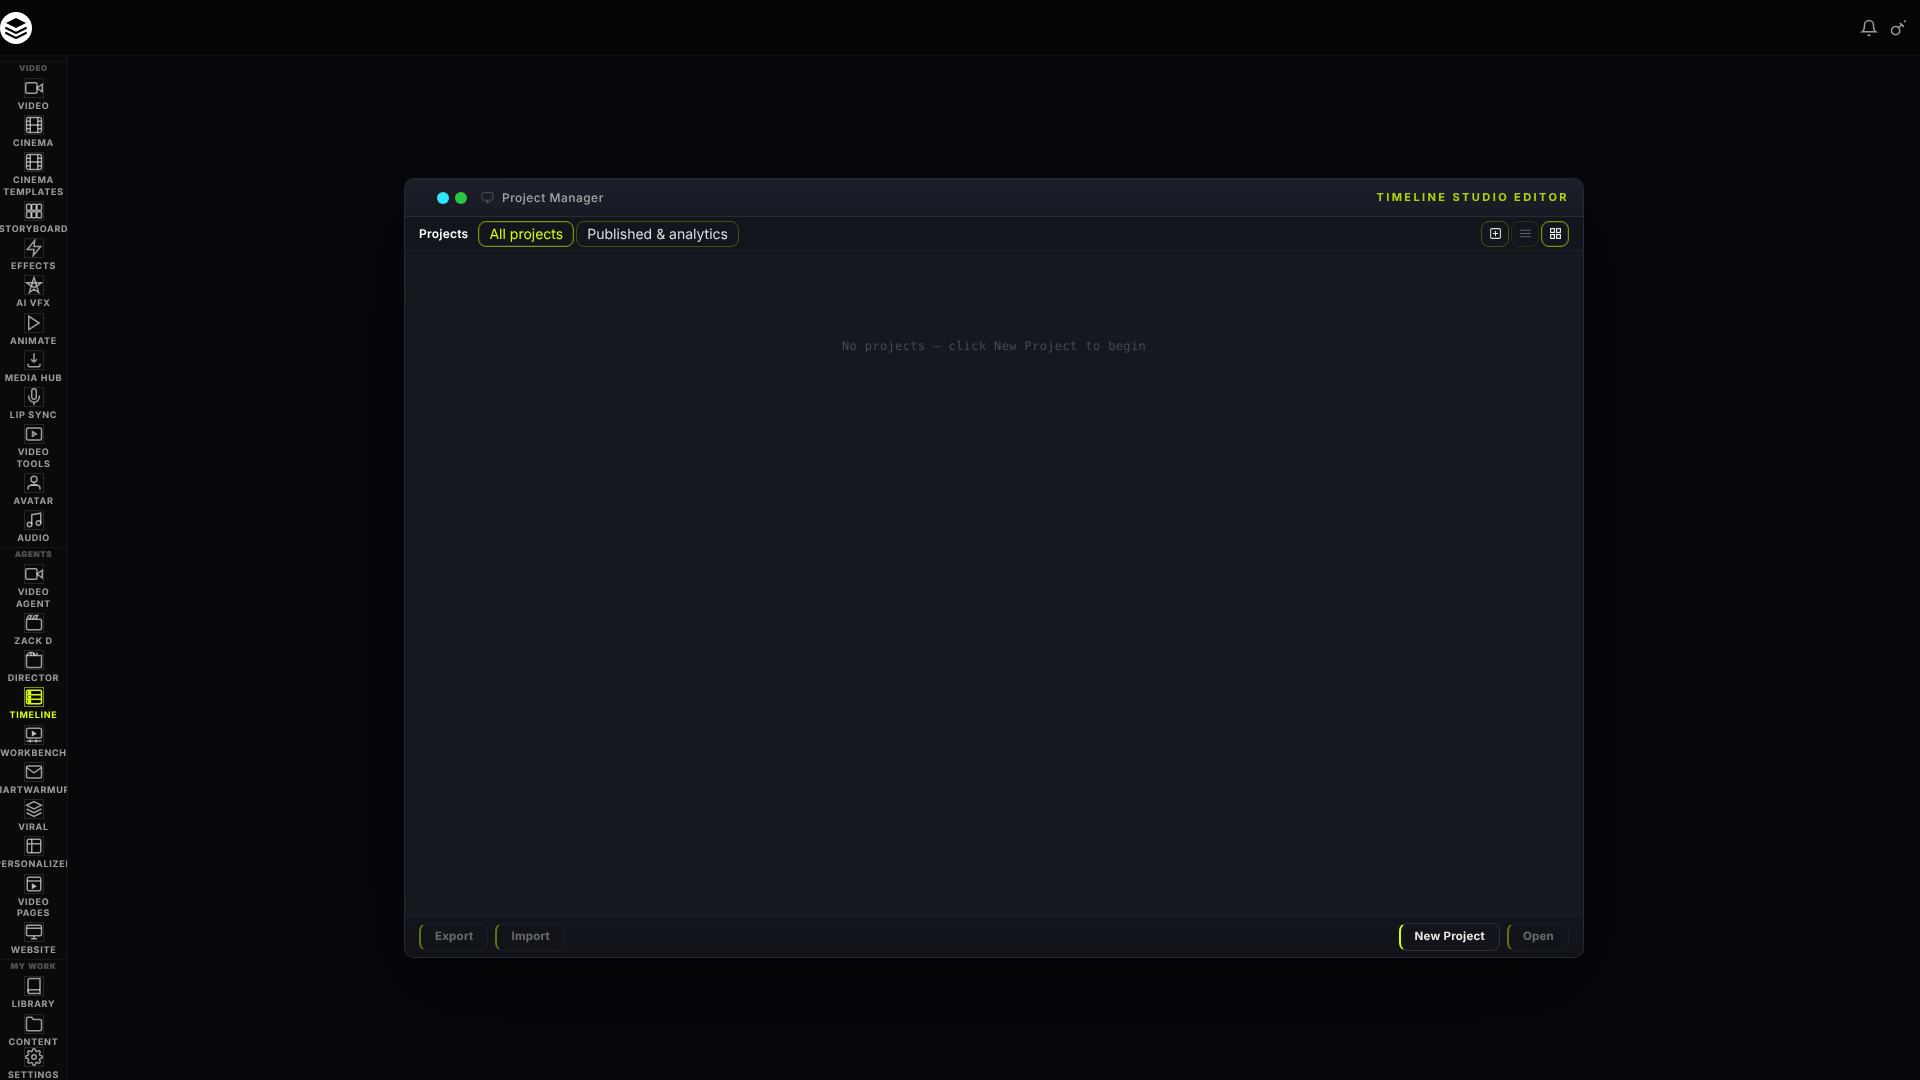 VIDEO
VIDEO
CINEMA
CINEMA
TEMPLATES
STORYBOARD
EFFECTS
AI VFX
ANIMATE
MEDIA HUB
LIP SYNC
VIDEO
TOOLS
AVATAR
AUDIO
AGENTS
VIDEO
AGENT
ZACK D
DIRECTOR
TIMELINE
WORKBENCH
ARTWARMUP
VIRAL
PERSONALIZE
VIDEO
PAGES
WEBSITE
MY WORK
LIBRARY
CONTENT
SETTINGS
Project Manager
TIMELINE STUDIO EDITOR
Projects
All projects
Published & analytics
No projects — click New Project to begin
Export
Import
New Project
Open